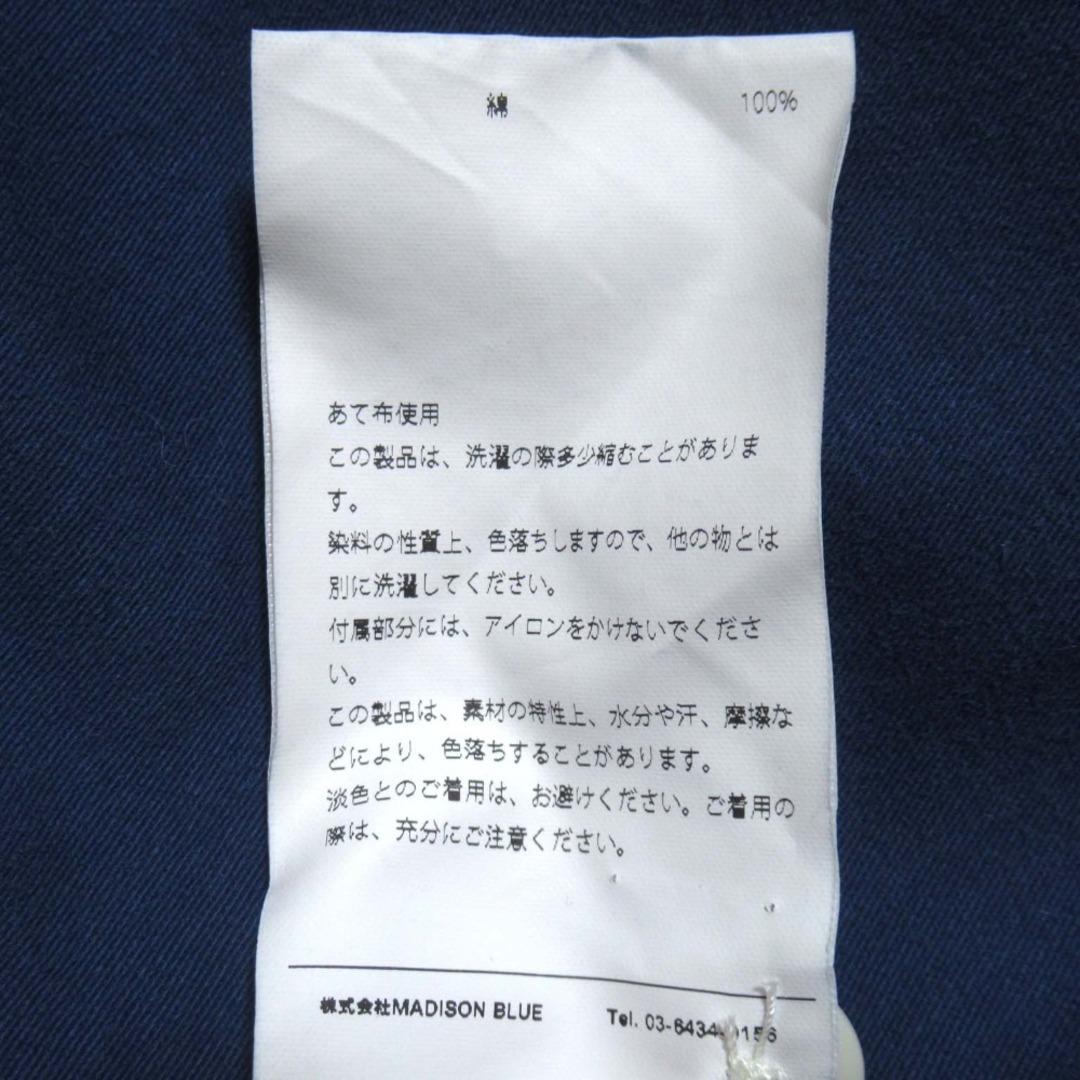 綿 100%
あて布使用
この製品は、洗濯の際多少縮むことがありま
す。
染料の性質上、色落ちしますので、他の物とは
別に洗濯してください。
付属部分には、アイロンをかけないでくださ
い。
この製品は、素材の特性上、水分や汗、摩擦な
どにより、色落ちすることがあります。
淡色とのご着用は、お避けください。ご着用の
際は、充分にご注意ください。
株式会社MADISON BLUE Tel. 03-6434-